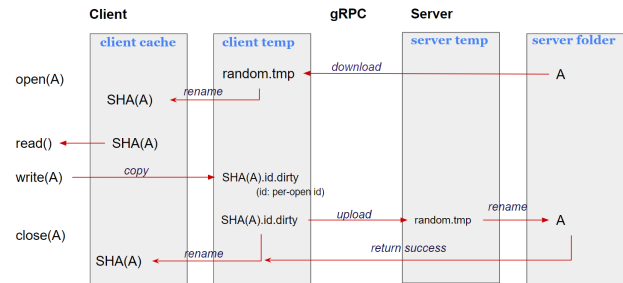 Client gRPC Server
client cache client temp server temp server folder
download
open(A) random.tmp A
rename
SHA(A)
read() SHA(A)
copy
write(A) SHA(A).id.dirty
(id: per-open id)
rename
SHA(A).id.dirty upload random.tmp A
close(A)
return success
rename
SHA(A)